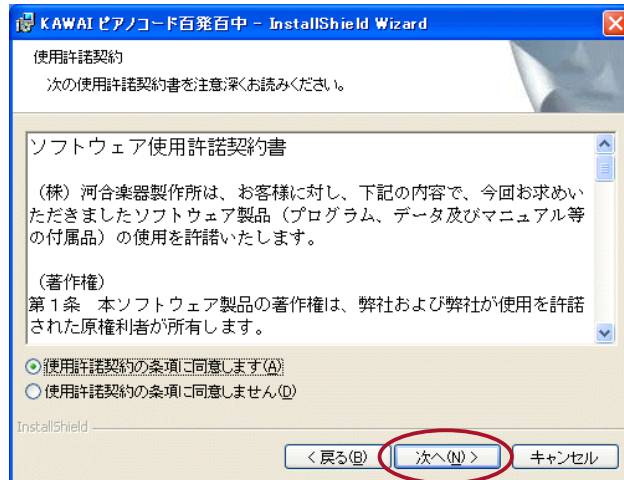 KAWAI ピアノコード百発百中 - InstallShield Wizard
使用許諾契約
次の使用許諾契約書を注意深くお読みください。
ソフトウェア使用許諾契約書
（株）河合楽器製作所は、お客様に対し、下記の内容で、今回お求めい
ただきましたソフトウェア製品（プログラム、データ及びマニュアル等
の付属品）の使用を許諾いたします。
（著作権）
第１条　本ソフトウェア製品の著作権は、弊社および弊社が使用を許諾
された原権利者が所有します。
使用許諾契約の条項に同意します(A)
使用許諾契約の条項に同意しません(D)
InstallShield
< 戻る(B)
次へ(N) >
キャンセル